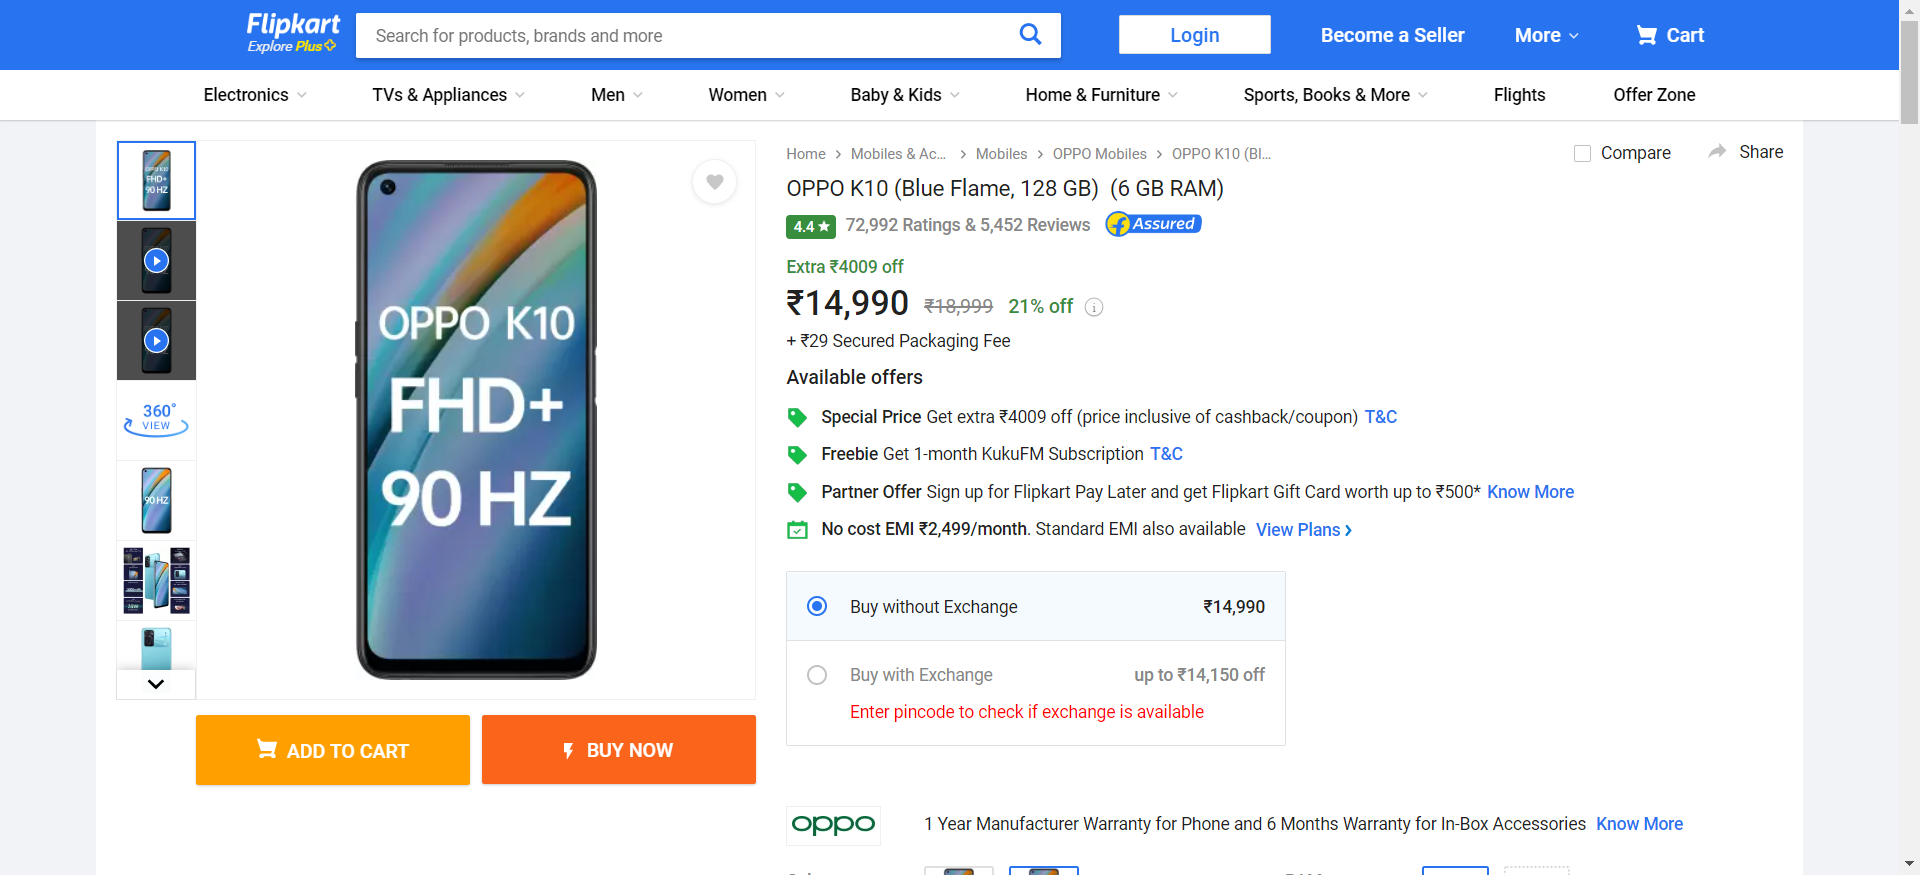 Flipkart
Explore Plus
Search for products, brands and more
Login
Become a Seller
More
Cart
Electronics
TVs & Appliances
Men
Women
Baby & Kids
Home & Furniture
Sports, Books & More
Flights
Offer Zone
OPPO K10
FHD+
90 HZ
360°
VIEW
90 HZ
OPPO K10
FHD+
90 HZ
ADD TO CART
BUY NOW
Home > Mobiles & Ac... > Mobiles > OPPO Mobiles > OPPO K10 (Bl...
Compare
Share
OPPO K10 (Blue Flame, 128 GB) (6 GB RAM)
4.4 ★ 72,992 Ratings & 5,452 Reviews Assured
Extra ₹4009 off
₹14,990 ₹18,999 21% off i
+ ₹29 Secured Packaging Fee
Available offers
Special Price Get extra ₹4009 off (price inclusive of cashback/coupon) T&C
Freebie Get 1-month KukuFM Subscription T&C
Partner Offer Sign up for Flipkart Pay Later and get Flipkart Gift Card worth up to ₹500* Know More
No cost EMI ₹2,499/month. Standard EMI also available View Plans >
Buy without Exchange ₹14,990
Buy with Exchange up to ₹14,150 off
Enter pincode to check if exchange is available
oppo
1 Year Manufacturer Warranty for Phone and 6 Months Warranty for In-Box Accessories Know More